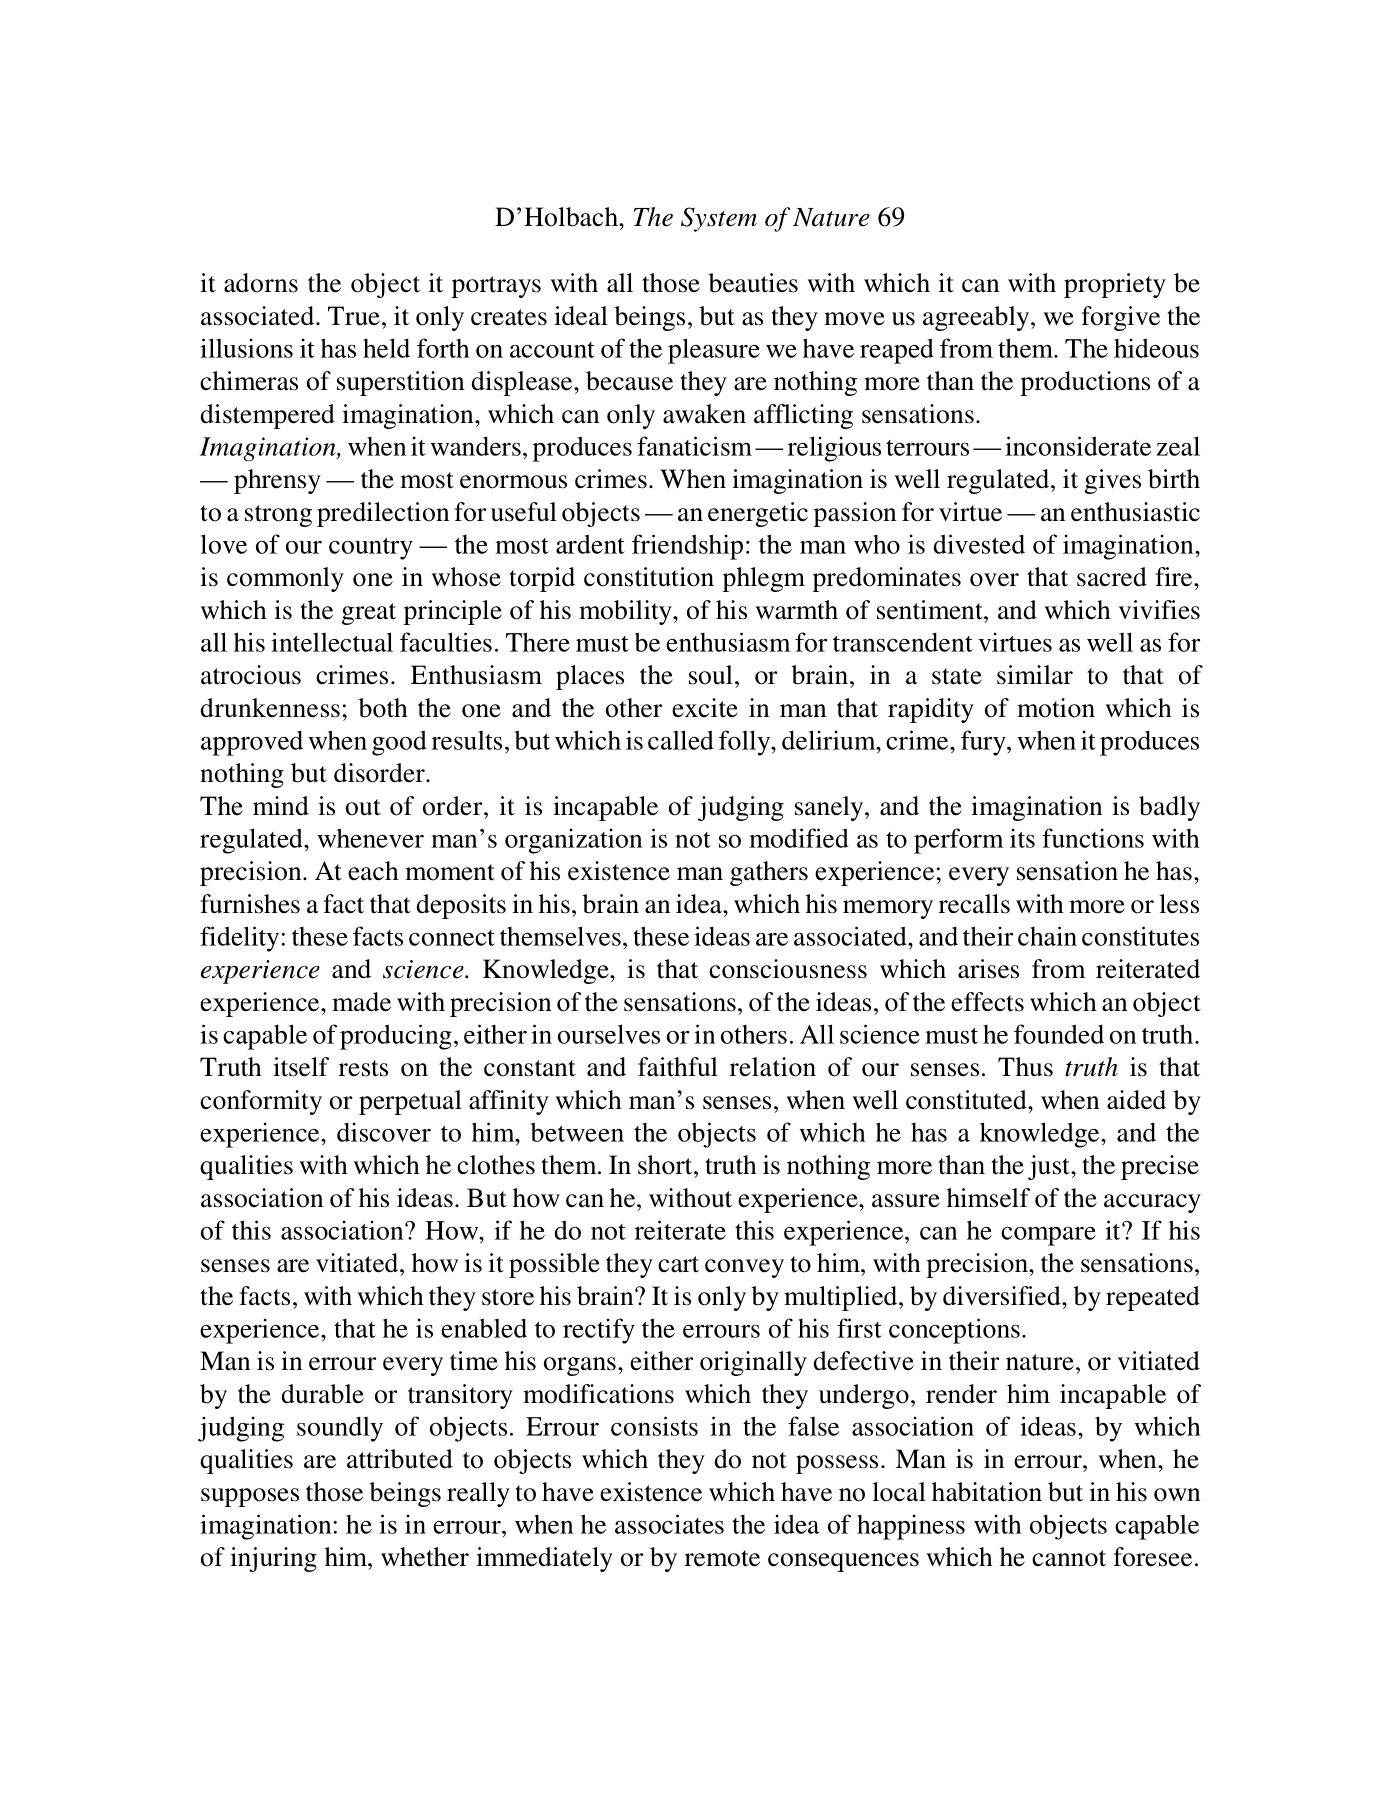 D’Holbach, The System of Nature 69
it adorns the object it portrays with all those beauties with which it can with propriety be
associated. True, it only creates ideal beings, but as they move us agreeably, we forgive the
illusions it has held forth on account of the pleasure we have reaped from them. The hideous
chimeras of superstition displease, because they are nothing more than the productions of a
distempered imagination, which can only awaken afflicting sensations.
Imagination, when it wanders, produces fanaticism — religious terrours — inconsiderate zeal
— phrensy — the most enormous crimes. When imagination is well regulated, it gives birth
to a strong predilection for useful objects — an energetic passion for virtue — an enthusiastic
love of our country — the most ardent friendship: the man who is divested of imagination,
is commonly one in whose torpid constitution phlegm predominates over that sacred fire,
which is the great principle of his mobility, of his warmth of sentiment, and which vivifies
all his intellectual faculties. There must be enthusiasm for transcendent virtues as well as for
atrocious crimes. Enthusiasm places the soul, or brain, in a state similar to that of
drunkenness; both the one and the other excite in man that rapidity of motion which is
approved when good results, but which is called folly, delirium, crime, fury, when it produces
nothing but disorder.
The mind is out of order, it is incapable of judging sanely, and the imagination is badly
regulated, whenever man’s organization is not so modified as to perform its functions with
precision. At each moment of his existence man gathers experience; every sensation he has,
furnishes a fact that deposits in his, brain an idea, which his memory recalls with more or less
fidelity: these facts connect themselves, these ideas are associated, and their chain constitutes
experience and science. Knowledge, is that consciousness which arises from reiterated
experience, made with precision of the sensations, of the ideas, of the effects which an object
is capable of producing, either in ourselves or in others. All science must he founded on truth.
Truth itself rests on the constant and faithful relation of our senses. Thus truth is that
conformity or perpetual affinity which man’s senses, when well constituted, when aided by
experience, discover to him, between the objects of which he has a knowledge, and the
qualities with which he clothes them. In short, truth is nothing more than the just, the precise
association of his ideas. But how can he, without experience, assure himself of the accuracy
of this association? How, if he do not reiterate this experience, can he compare it? If his
senses are vitiated, how is it possible they cart convey to him, with precision, the sensations,
the facts, with which they store his brain? It is only by multiplied, by diversified, by repeated
experience, that he is enabled to rectify the errours of his first conceptions.
Man is in errour every time his organs, either originally defective in their nature, or vitiated
by the durable or transitory modifications which they undergo, render him incapable of
judging soundly of objects. Errour consists in the false association of ideas, by which
qualities are attributed to objects which they do not possess. Man is in errour, when, he
supposes those beings really to have existence which have no local habitation but in his own
imagination: he is in errour, when he associates the idea of happiness with objects capable
of injuring him, whether immediately or by remote consequences which he cannot foresee.